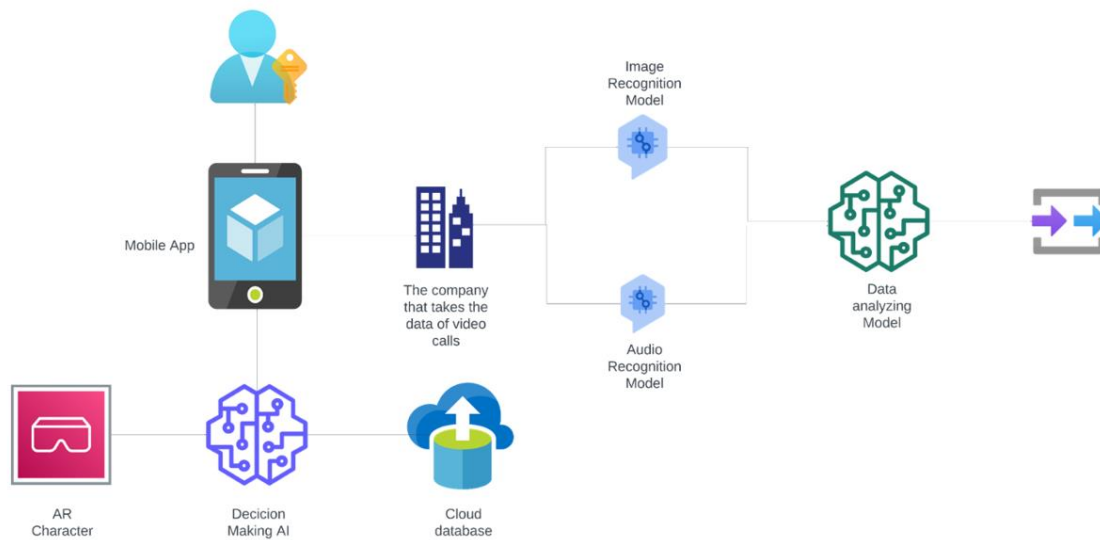 Image
Recognition
Model
Mobile App
The company
that takes the
data of video
calls
Data
analyzing
Model
Audio
Recognition
Model
AR
Character
Decicion
Making AI
Cloud
database